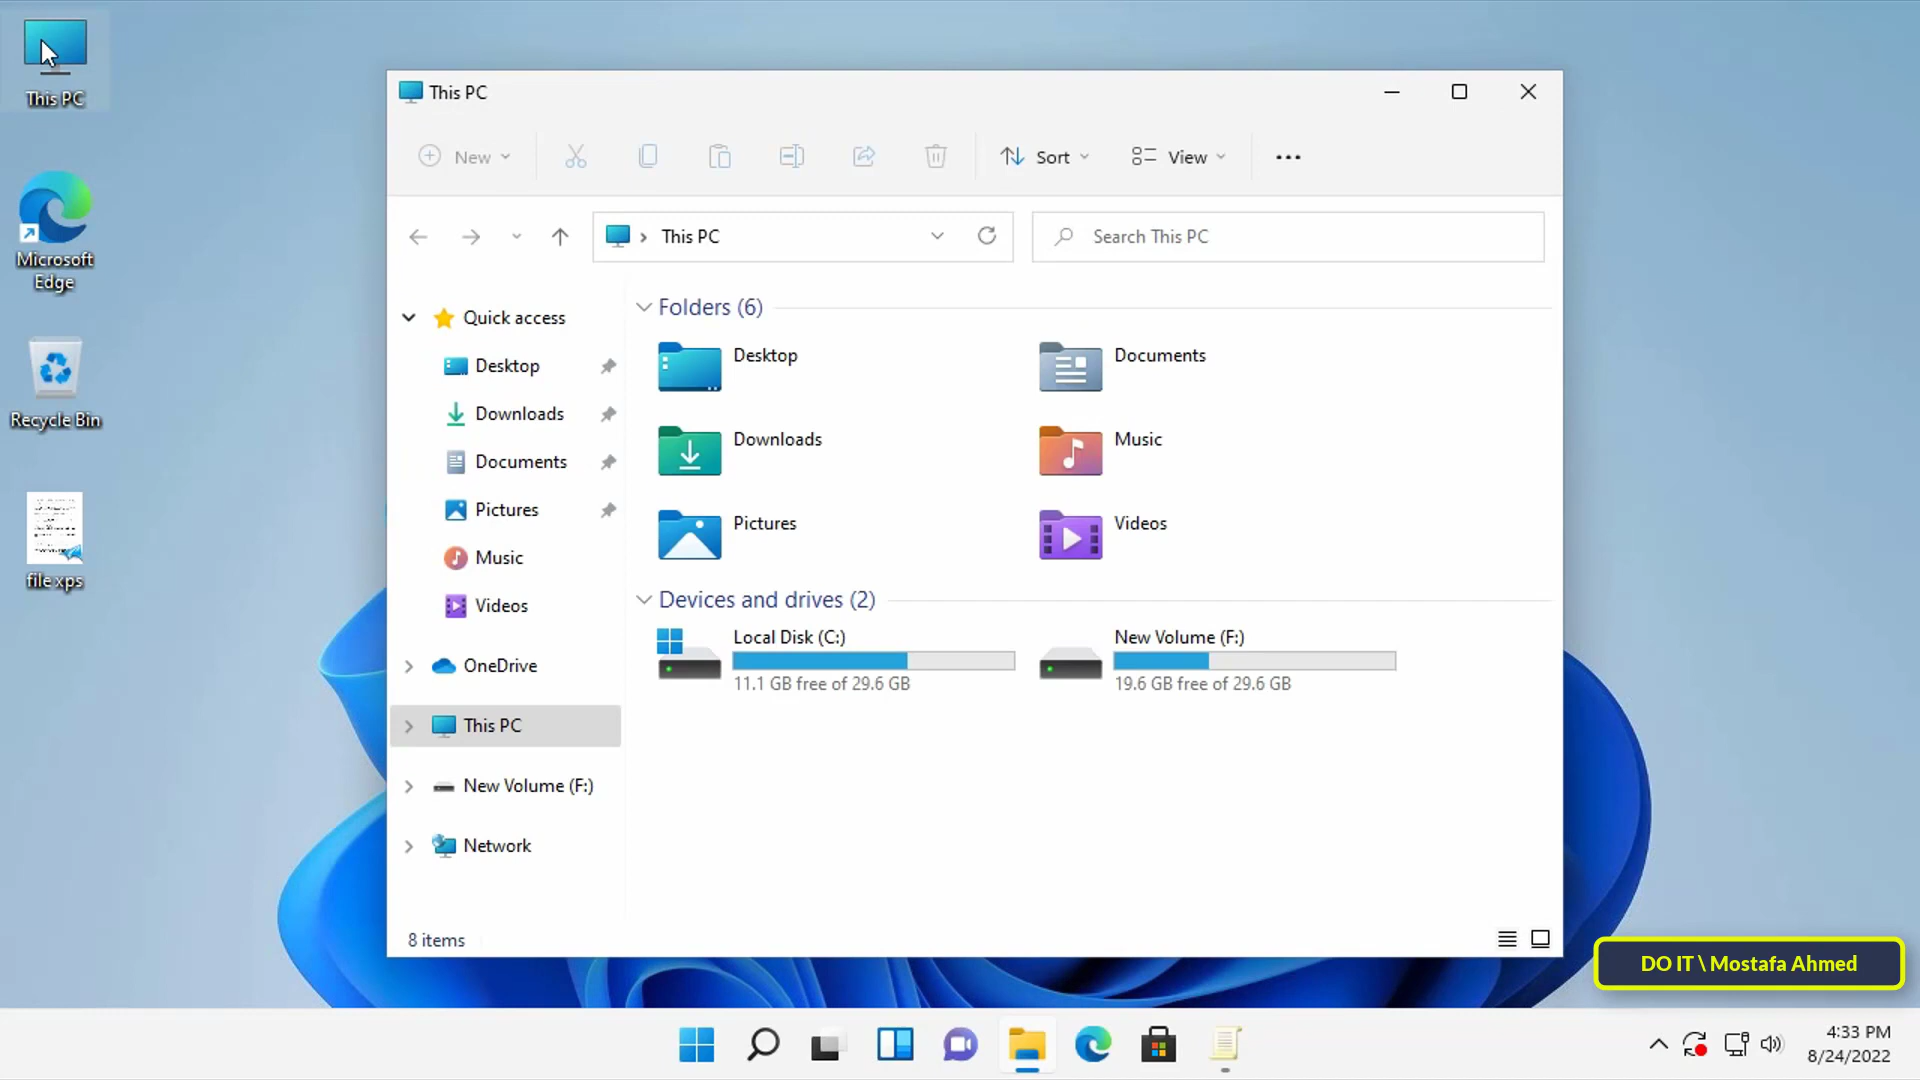 This PC
Microsoft
Edge
Recycle Bin
file xps
This PC
New
Sort
View
This PC
Search This PC
Quick access
Desktop
Downloads
Documents
Pictures
Music
Videos
OneDrive
This PC
New Volume (F:)
Network
Folders (6)
Desktop
Documents
Downloads
Music
Pictures
Videos
Devices and drives (2)
Local Disk (C:)
11.1 GB free of 29.6 GB
New Volume (F:)
19.6 GB free of 29.6 GB
8 items
DO IT \ Mostafa Ahmed
4:33 PM
8/24/2022